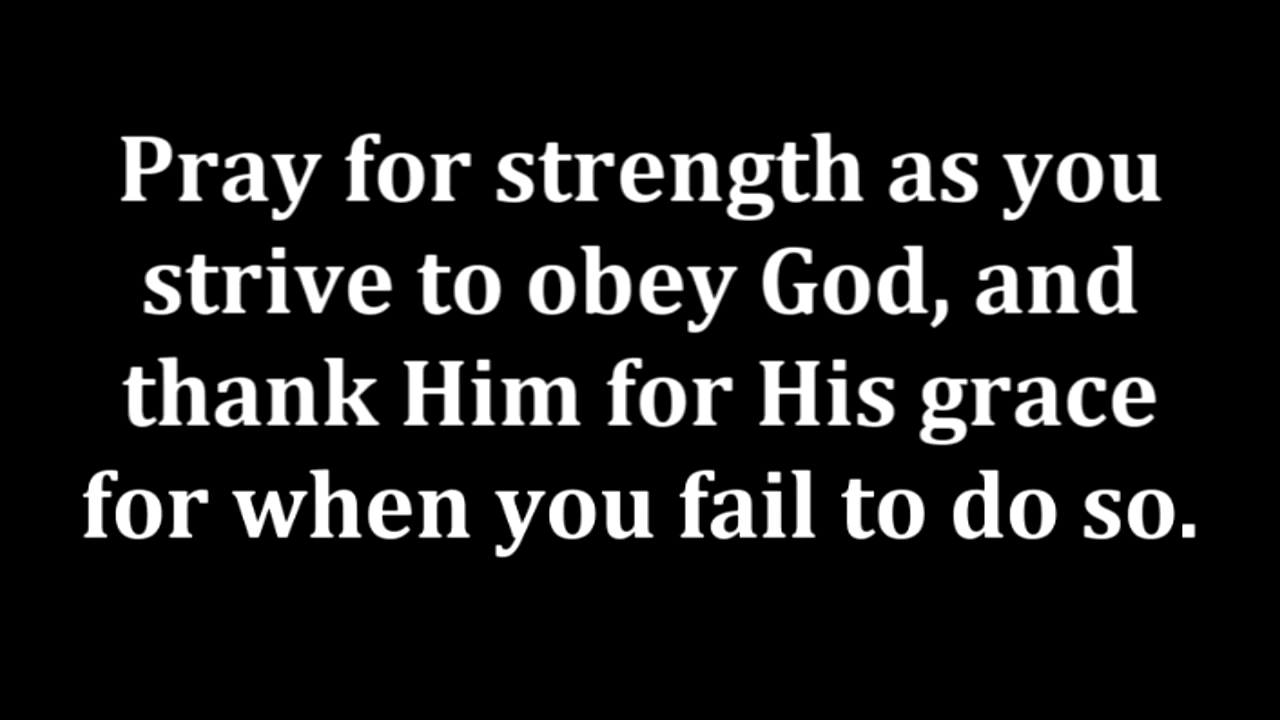 Pray for strength as you
strive to obey God, and
thank Him for His grace
for when you fail to do so.